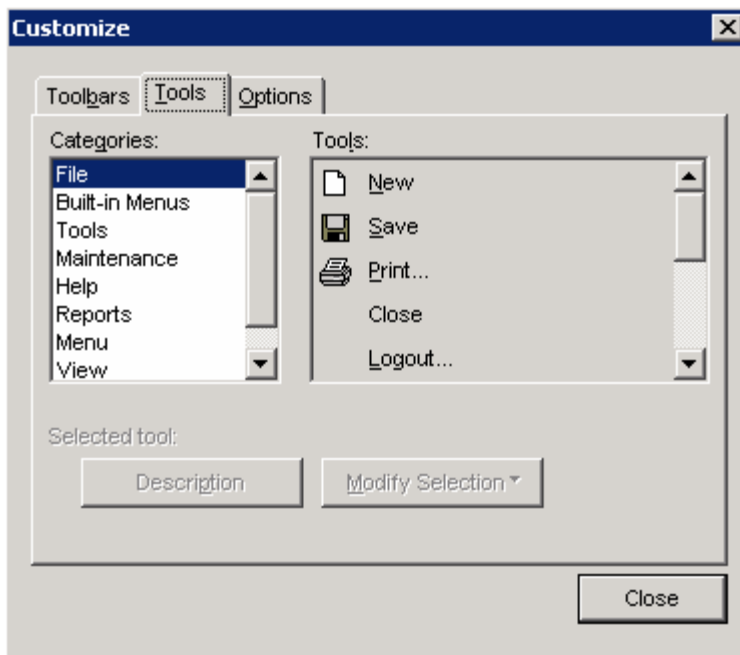 Customize
Toolbars Tools Options
Categories: Tools:
File
Built-in Menus
Tools
Maintenance
Help
Reports
Menu
View
New
Save
Print...
Close
Logout...
Selected tool:
Description Modify Selection
Close